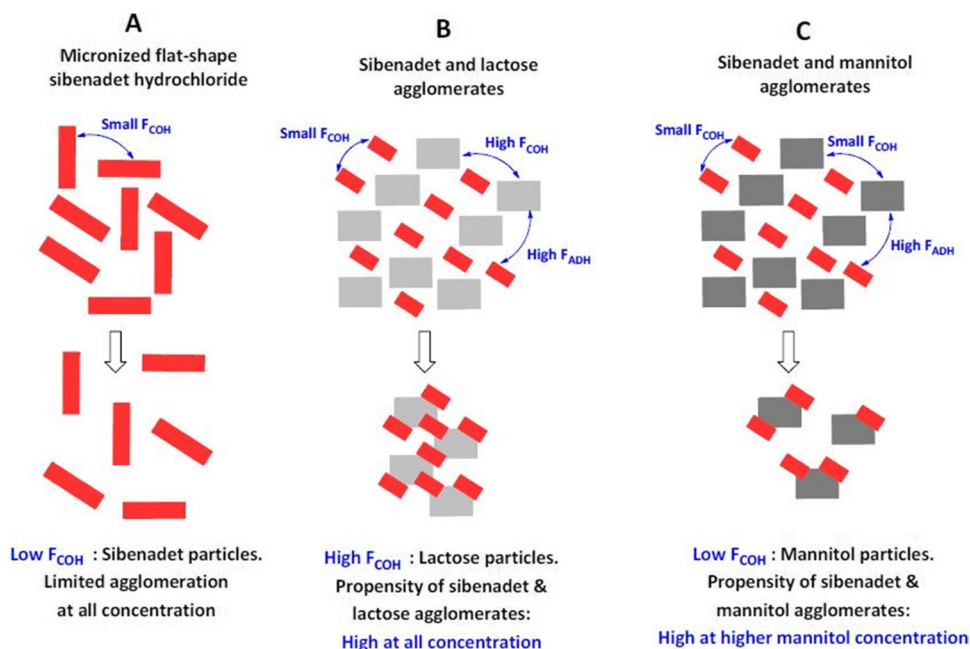 A
Micronized flat-shape
sibenadet hydrochloride
Small FCOH
Low FCOH : Sibenadet particles.
Limited agglomeration
at all concentration
B
Sibenadet and lactose
agglomerates
Small FCOH
High FCOH
High FADH
High FCOH : Lactose particles.
Propensity of sibenadet &
lactose agglomerates:
High at all concentration
C
Sibenadet and mannitol
agglomerates
Small FCOH
Small FCOH
High FADH
Low FCOH : Mannitol particles.
Propensity of sibenadet &
mannitol agglomerates:
High at higher mannitol concentration